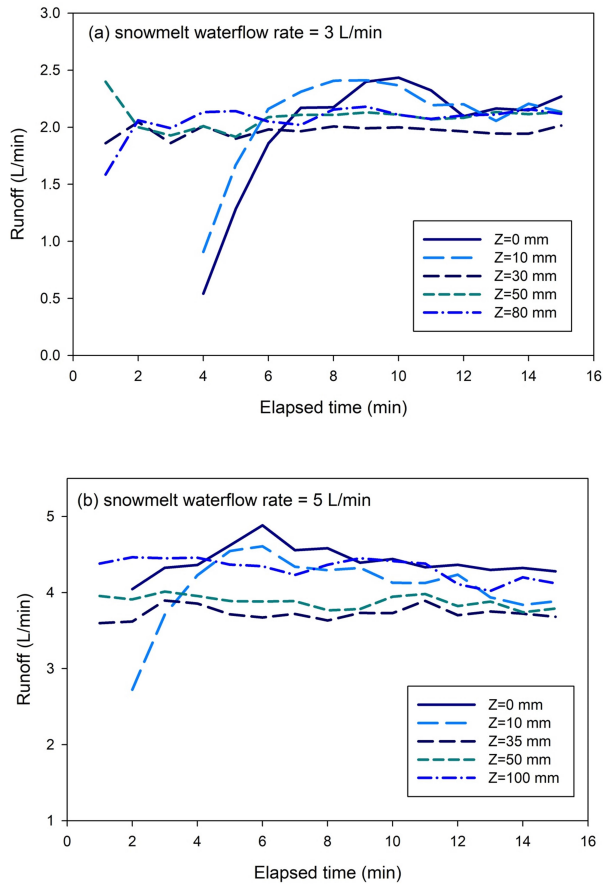 (a) snowmelt waterflow rate = 3 L/min
3.0
2.5
2.0
1.5
1.0
0.5
0.0
Runoff (L/min)
Z=0 mm
Z=10 mm
Z=30 mm
Z=50 mm
Z=80 mm
0 2 4 6 8 10 12 14 16
Elapsed time (min)
(b) snowmelt waterflow rate = 5 L/min
5
4
3
2
1
Runoff (L/min)
Z=0 mm
Z=10 mm
Z=35 mm
Z=50 mm
Z=100 mm
0 2 4 6 8 10 12 14 16
Elapsed time (min)